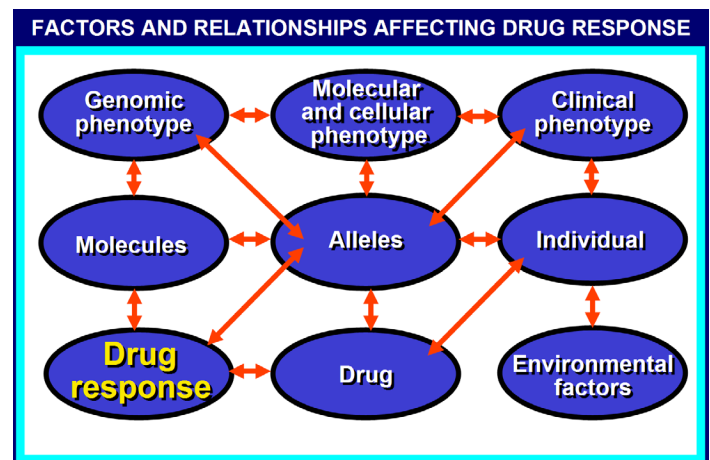 FACTORS AND RELATIONSHIPS AFFECTING DRUG RESPONSE
Genomic
phenotype
Molecular
and cellular
phenotype
Clinical
phenotype
Molecules
Alleles
Individual
Drug
response
Drug
Environmental
factors